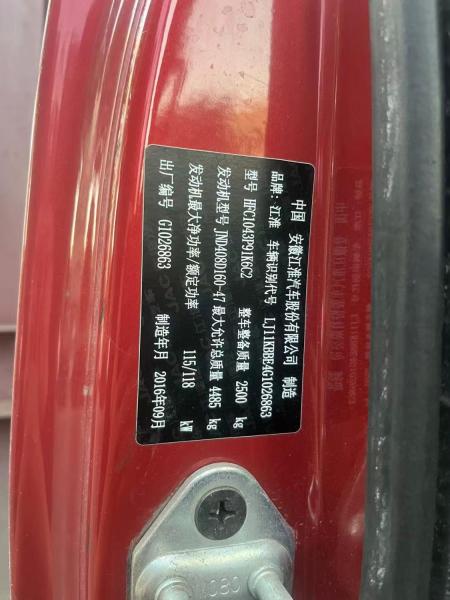 中国 安徽江淮汽车股份有限公司 制造
品牌: 江淮 车辆识别代号 LJ11KBBE4G1026863
型号 HFC1043P91K6C2 整车整备质量 2500 kg
发动机型号 JND408D160-47 最大允许总质量 4485 kg
发动机最大净功率/额定功率 115/118 kW
出厂编号 G1026863 制造年月 2016年09月
1080